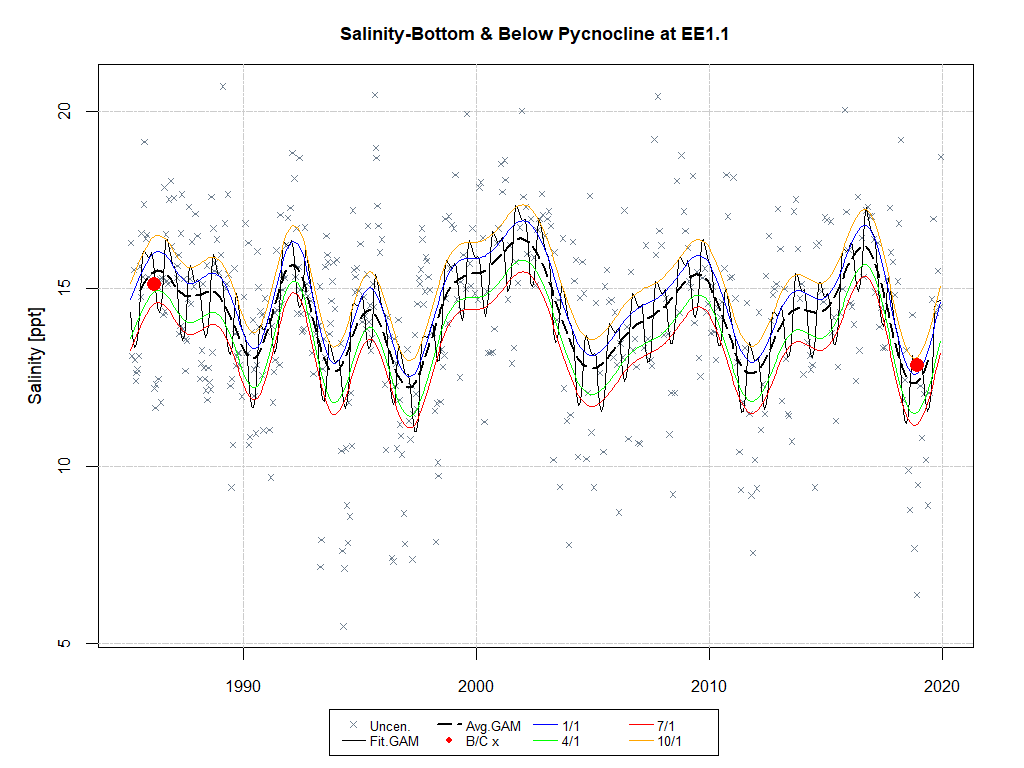 Salinity-Bottom & Below Pycnocline at EE1.1
Salinity [ppt]
20
15
10
5
1990 2000 2010 2020
Uncen. Avg.GAM 1/1 7/1
Fit.GAM B/C x 4/1 10/1